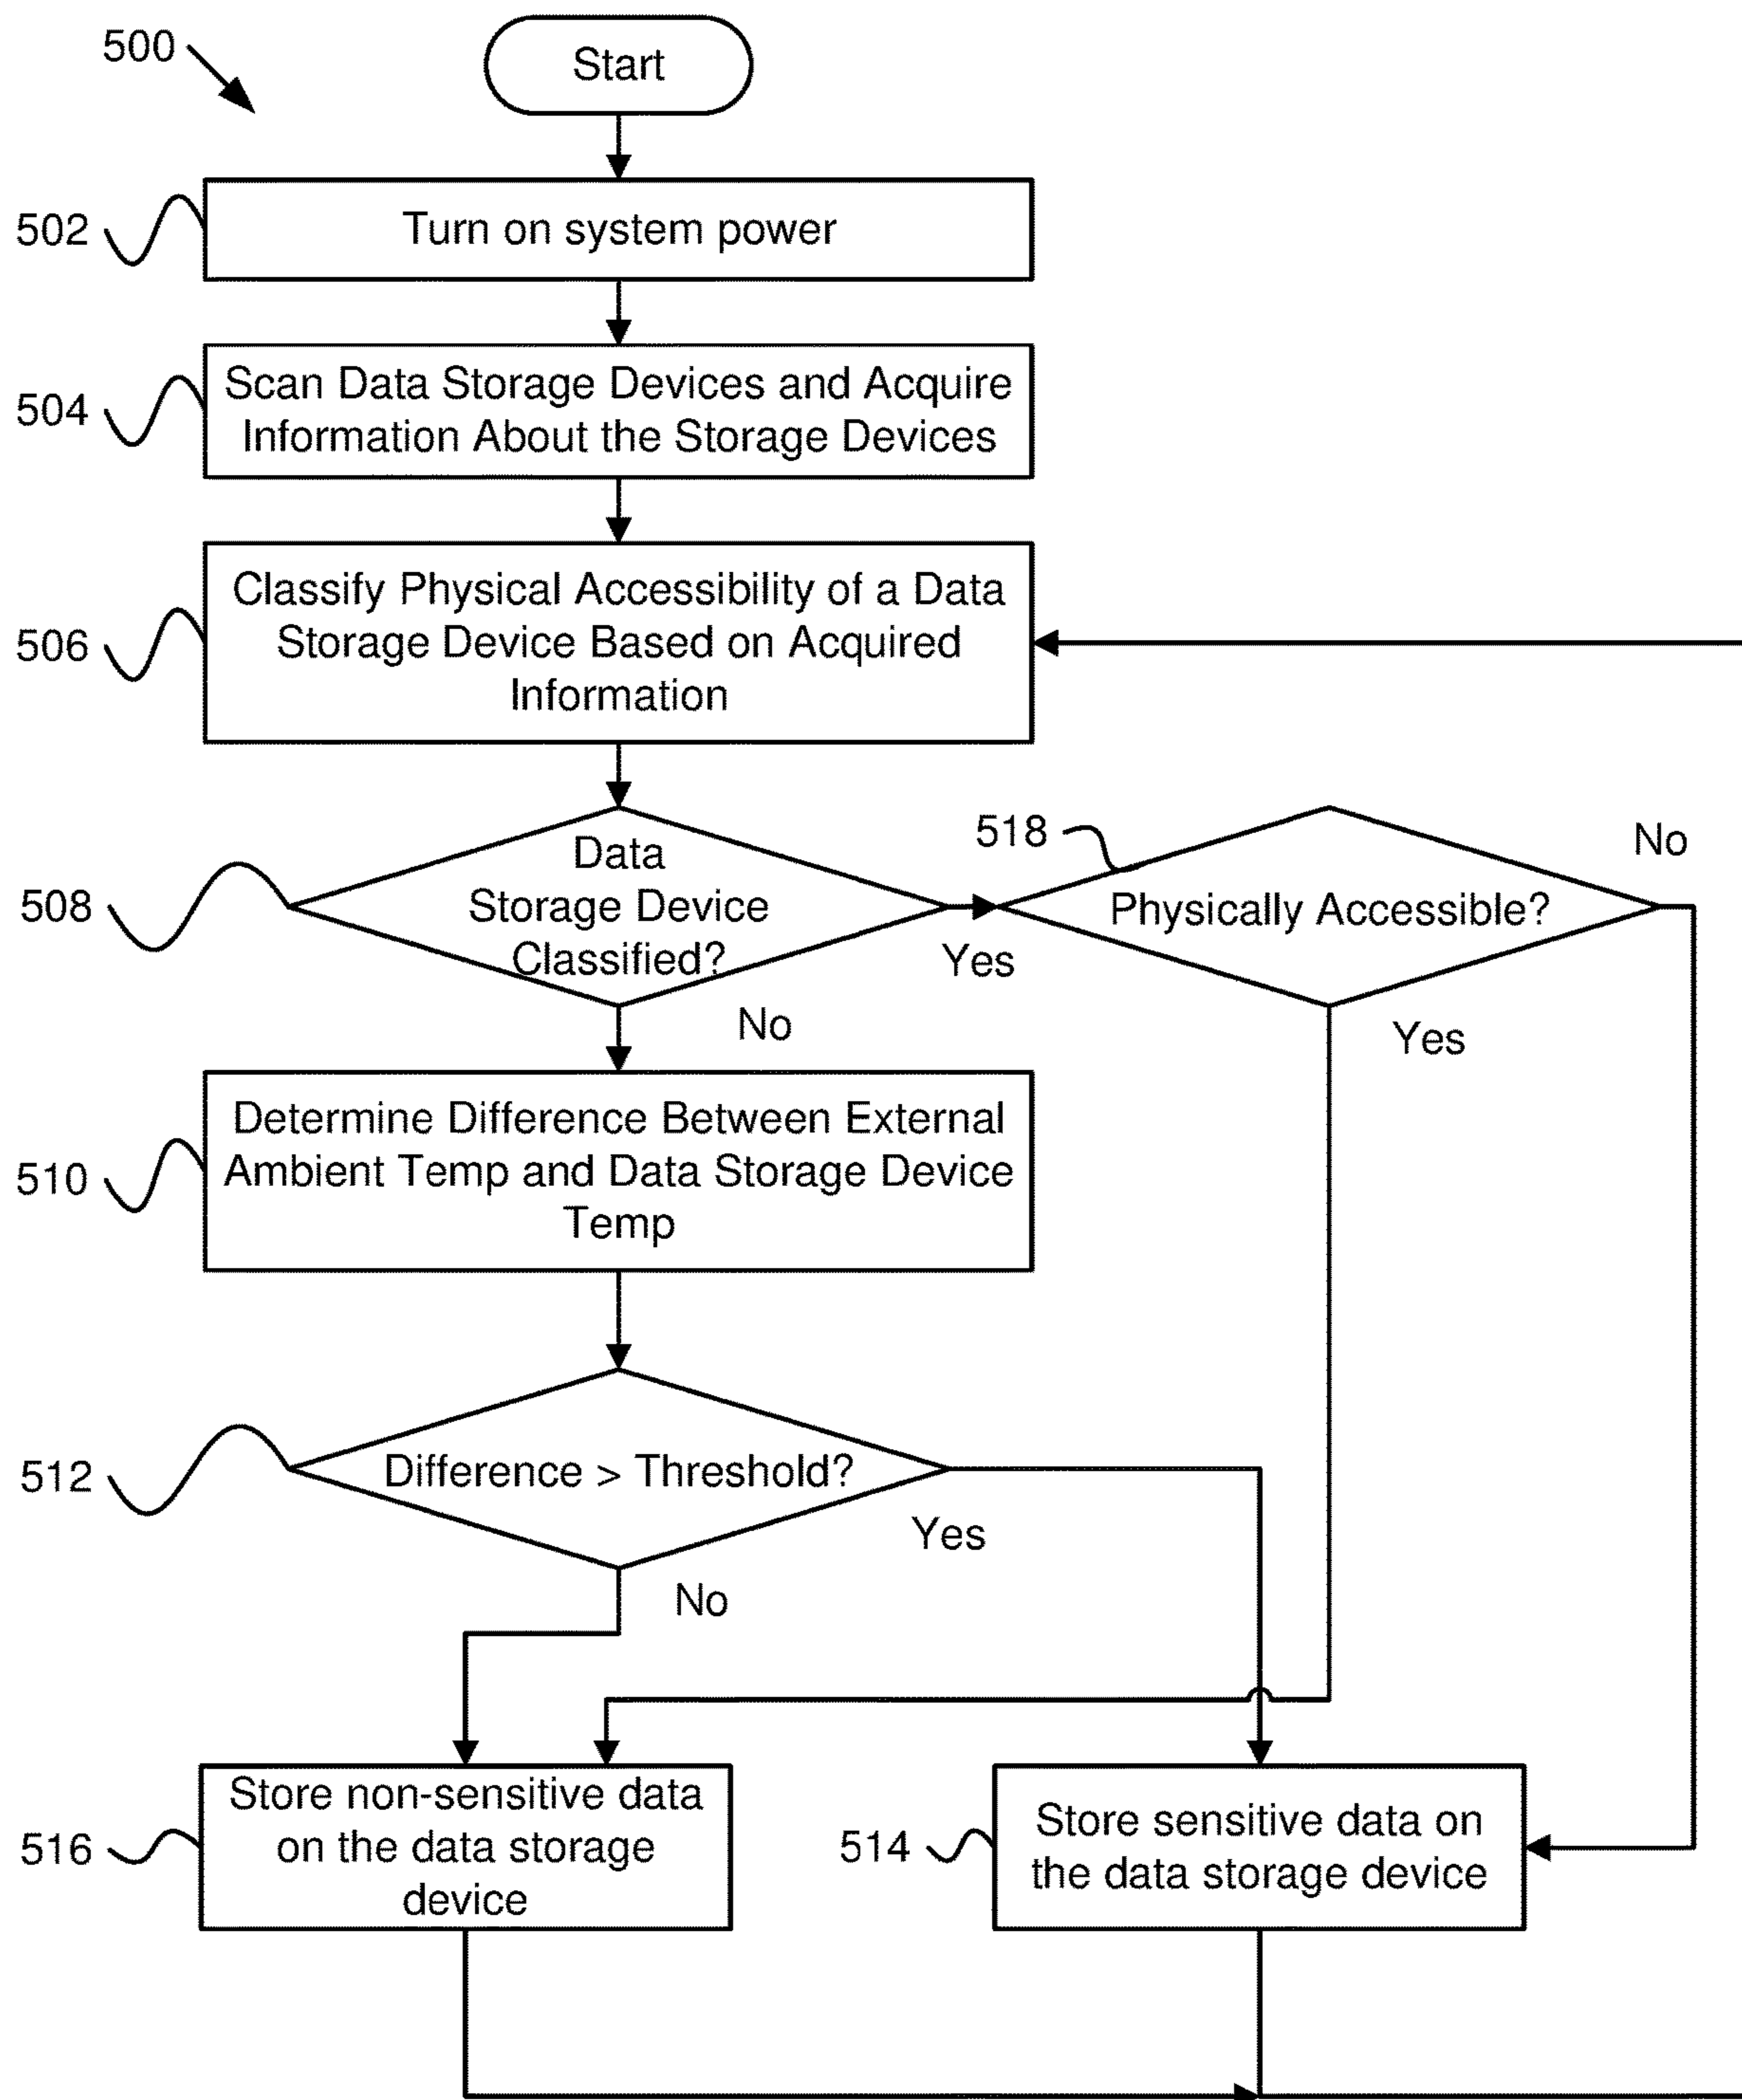 500
Start
502
Turn on system power
504
Scan Data Storage Devices and Acquire
Information About the Storage Devices
506
Classify Physical Accessibility of a Data
Storage Device Based on Acquired
Information
508
Data
Storage Device
Classified?
Yes
No
518
Physically Accessible?
No
Yes
510
Determine Difference Between External
Ambient Temp and Data Storage Device
Temp
512
Difference > Threshold?
Yes
No
516
Store non-sensitive data
on the data storage
device
514
Store sensitive data on
the data storage device